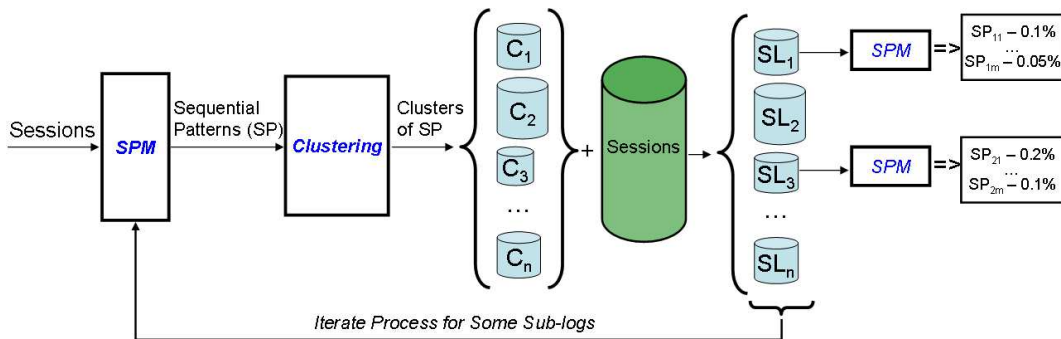 Sessions
SPM
Sequential
Patterns (SP)
Clustering
Clusters
of SP
C1
C2
C3
...
Cn
+
Sessions
SL1
SL2
SL3
...
SLn
SPM
=>
SP11 – 0.1%
...
SP1m – 0.05%
SPM
=>
SP21 – 0.2%
...
SP2m – 0.1%
Iterate Process for Some Sub-logs